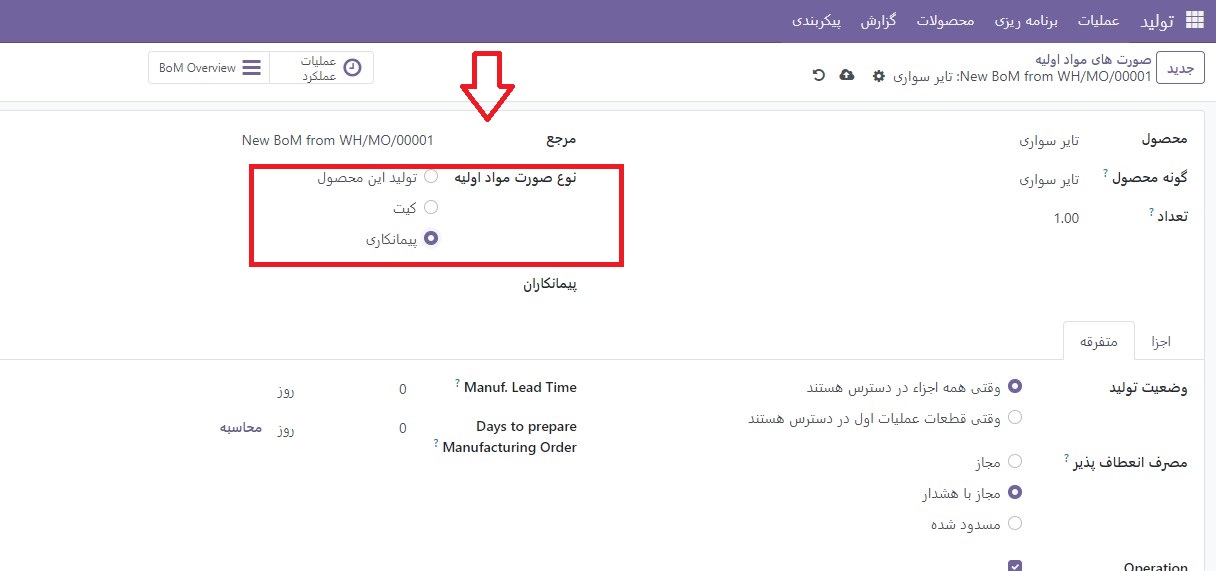 تولید عملیات برنامه ریزی محصولات گزارش پیکربندی
جدید
صورت های مواد اولیه
New BoM from WH/MO/00001: تایر سواری
عملیات
عملکرد
BoM Overview
محصول تایر سواری
گونه محصول ? تایر سواری
تعداد ? 1.00
مرجع New BoM from WH/MO/00001
نوع صورت مواد اولیه تولید این محصول
کیت
پیمانکاری
پیمانکاران
اجزا متفرقه
وضعیت تولید وقتی همه اجزاء در دسترس هستند
وقتی قطعات عملیات اول در دسترس هستند
مصرف انعطاف پذیر ? مجاز
مجاز با هشدار
مسدود شده
Operation
Manuf. Lead Time ? 0 روز
Days to prepare
Manufacturing Order ? 0 روز محاسبه